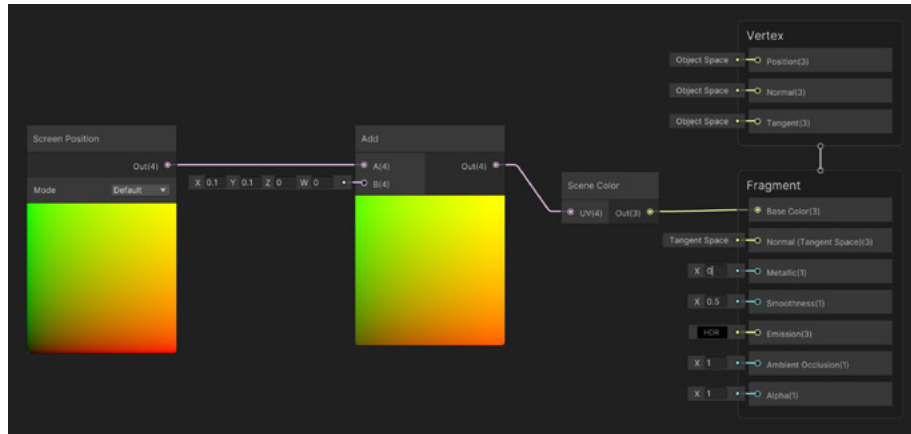 Screen Position
Out(4)
Mode Default
X 0.1 Y 0.1 Z 0 W 0
Add
A(4) Out(4)
B(4)
Scene Color
UV(4) Out(3)
Vertex
Object Space Position(3)
Object Space Normal(3)
Object Space Tangent(3)
Fragment
Base Color(3)
Tangent Space Normal (Tangent Space)(3)
X 0 Metallic(1)
X 0.5 Smoothness(1)
HDR Emission(3)
X 1 Ambient Occlusion(1)
X 1 Alpha(1)